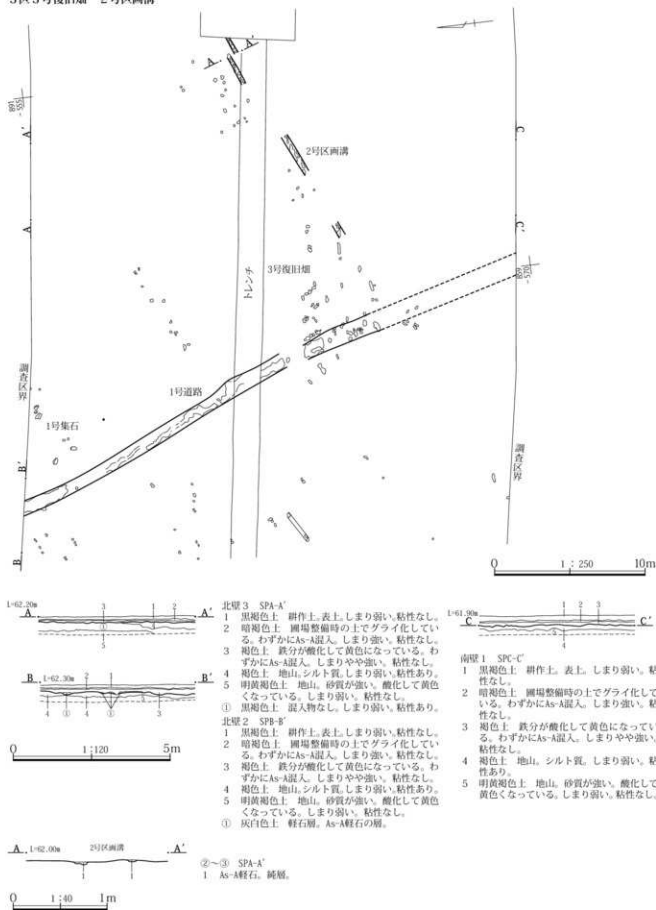 A'
A
891
-555
A'
A
2号区画溝
C
C'
トレンチ
3号復旧畑
859
-570
調査区界
1号道路
1号集石
B'
B
調査区界
0 1:250 10m
L=62.20m
A
3 1 2
A'
5
B L=62.30m
2 1
B'
4 ① 4 ① 3
0 1:120 5m
北壁3 SPA-A'
1 黒褐色土 耕作土。表土。しまり弱い。粘性なし。
2 暗褐色土 圃場整備時の土でグライ化してい
る。わずかにAs-A混入。しまり強い。粘性なし。
3 褐色土 鉄分が酸化して黄色になっている。わ
ずかにAs-A混入。しまりやや強い。粘性なし。
4 褐色土 地山。シルト質。しまり弱い。粘性あり。
5 明黄褐色土 地山。砂質が強い。酸化して黄色
くなっている。しまり弱い。粘性なし。
① 黒褐色土 混入物なし。しまり弱い。粘性あり。
北壁2 SPB-B'
1 黒褐色土 耕作土。表土。しまり弱い。粘性なし。
2 暗褐色土 圃場整備時の土でグライ化してい
る。わずかにAs-A混入。しまり強い。粘性なし。
3 褐色土 鉄分が酸化して黄色になっている。わ
ずかにAs-A混入。しまりやや強い。粘性なし。
4 褐色土 地山。シルト質。しまり弱い。粘性あり。
5 明黄褐色土 地山。砂質が強い。酸化して黄色
くなっている。しまり弱い。粘性なし。
① 灰白色土 軽石層。As-A軽石の層。
L=61.90m
C
1 2 3
C'
4
南壁1 SPC-C'
1 黒褐色土 耕作土。表土。しまり弱い。粘
性なし。
2 暗褐色土 圃場整備時の土でグライ化して
いる。わずかにAs-A混入。しまり強い。粘
性なし。
3 褐色土 鉄分が酸化して黄色になってい
る。わずかにAs-A混入。しまりやや強い。
粘性なし。
4 褐色土 地山。シルト質。しまり弱い。粘
性あり。
5 明黄褐色土 地山。砂質が強い。酸化して
黄色くなっている。しまり弱い。粘性なし。
A L=62.00m 2号区画溝 A'
1 1
②～③ SPA-A'
1 As-A軽石。純層。
0 1:40 1m